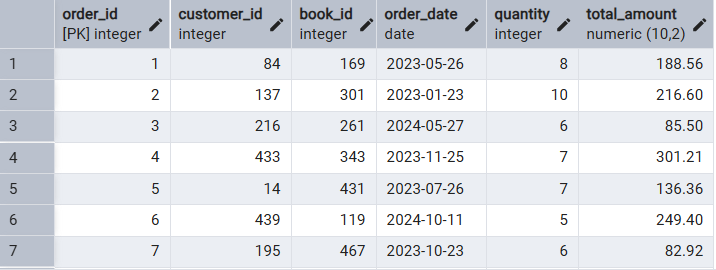 order_id customer_id book_id order_date quantity total_amount
[PK] integer integer integer date integer numeric (10,2)
1 1 84 169 2023-05-26 8 188.56
2 2 137 301 2023-01-23 10 216.60
3 3 216 261 2024-05-27 6 85.50
4 4 433 343 2023-11-25 7 301.21
5 5 14 431 2023-07-26 7 136.36
6 6 439 119 2024-10-11 5 249.40
7 7 195 467 2023-10-23 6 82.92